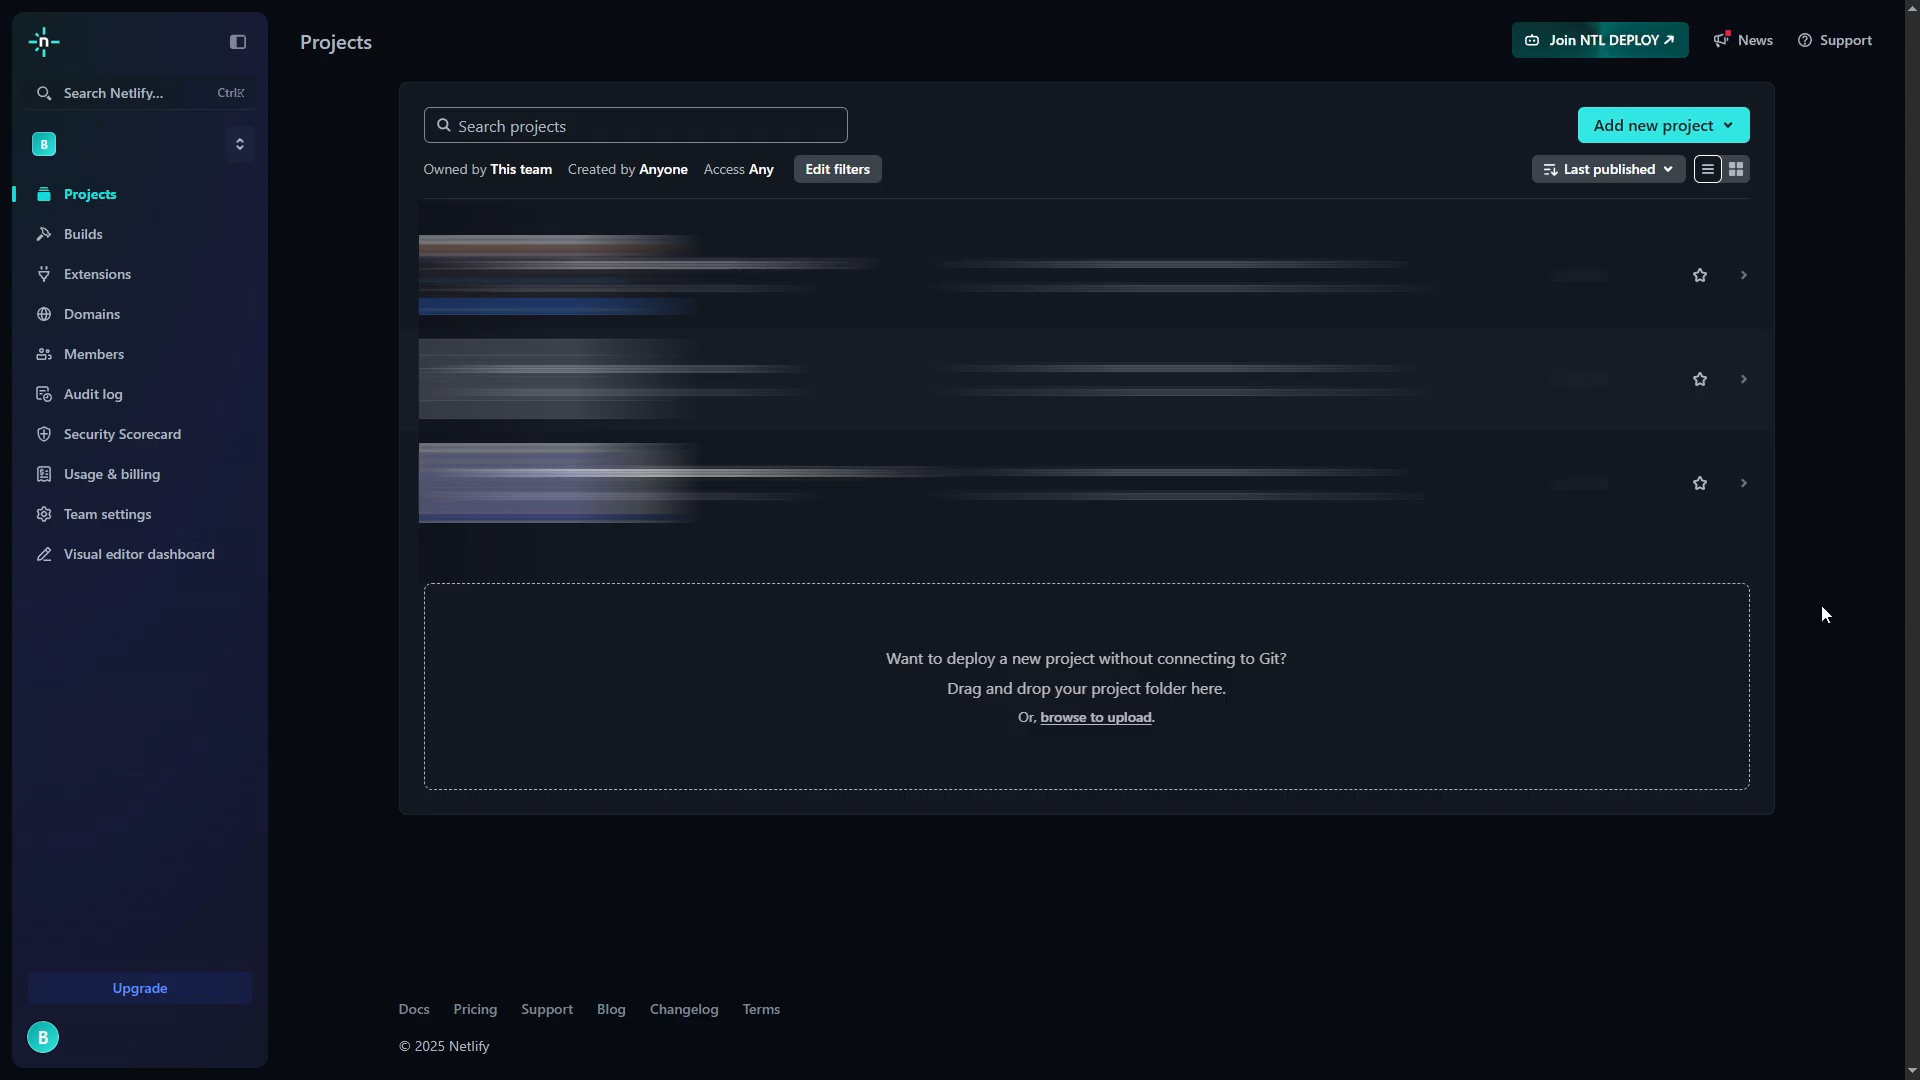 Projects
Join NTL DEPLOY
News
Support
n
Search Netlify...
CtrlK
B
Projects
Builds
Extensions
Domains
Members
Audit log
Security Scorecard
Usage & billing
Team settings
Visual editor dashboard
Upgrade
B
Search projects
Add new project
Owned by This team Created by Anyone Access Any
Edit filters
Last published
Want to deploy a new project without connecting to Git?
Drag and drop your project folder here.
Or, browse to upload.
Docs Pricing Support Blog Changelog Terms
© 2025 Netlify